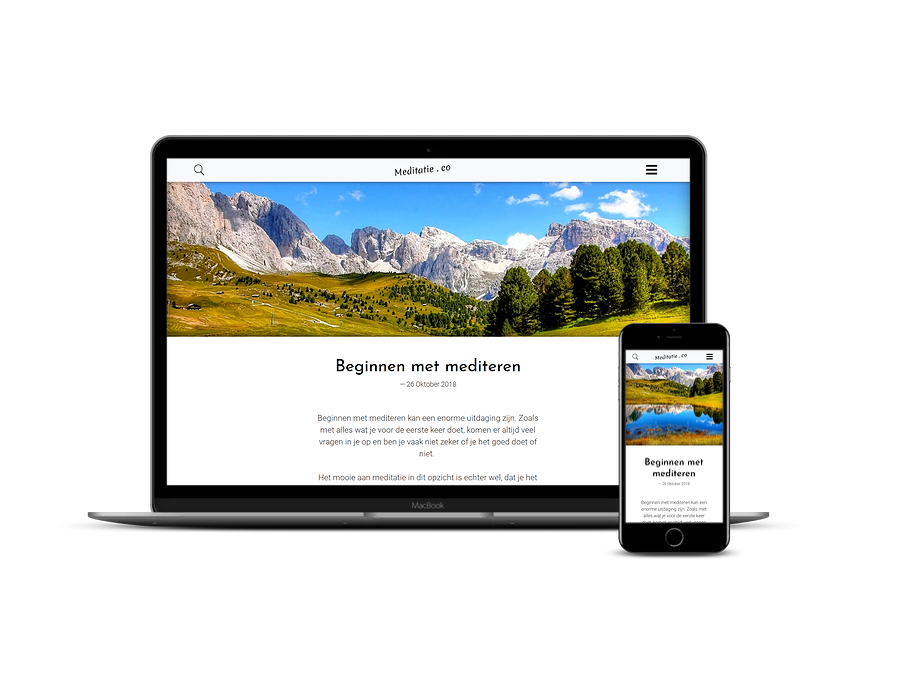 Meditatie . co
Beginnen met mediteren
— 26 Oktober 2018
Beginnen met mediteren kan een enorme uitdaging zijn. Zoals
met alles wat je voor de eerste keer doet, komen er altijd veel
vragen in je op en ben je vaak niet zeker of je het goed doet of
niet.
Het mooie aan meditatie in dit opzicht is echter wel, dat je het
MacBook
Meditatie . co
Beginnen met
mediteren
— 26 Oktober 2018
Beginnen met mediteren kan een
enorme uitdaging zijn. Zoals met
alles wat je voor de eerste keer